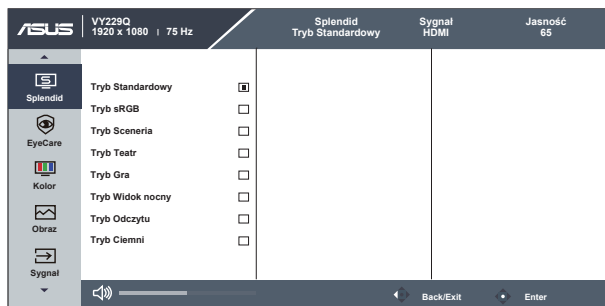 ASUS
VY229Q
1920 x 1080 | 75 Hz
Splendid
Tryb Standardowy
Sygnał
HDMI
Jasność
65
Splendid
EyeCare
Kolor
Obraz
Sygnał
Tryb Standardowy
Tryb sRGB
Tryb Sceneria
Tryb Teatr
Tryb Gra
Tryb Widok nocny
Tryb Odczytu
Tryb Ciemni
Back/Exit
Enter